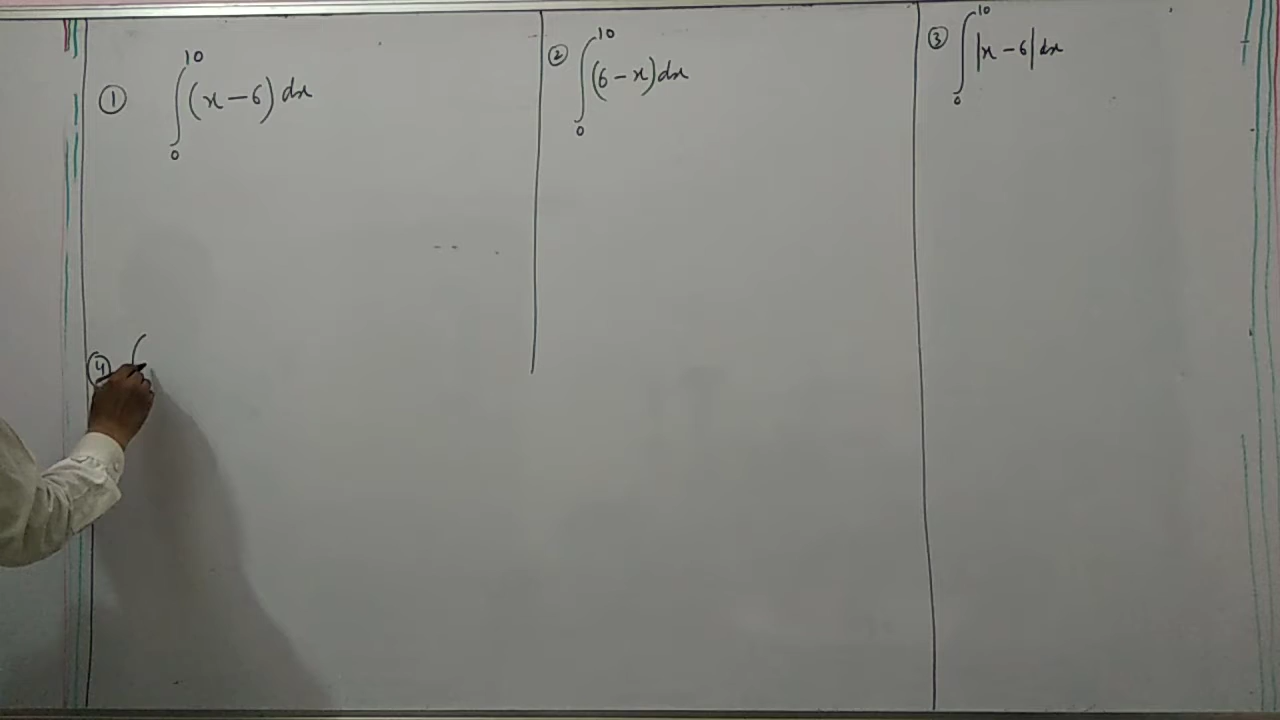 ① ∫₀¹⁰ (x-6) dx
② ∫₀¹⁰ (6-x) dx
③ ∫₀¹⁰ |x-6| dx
④ ∫